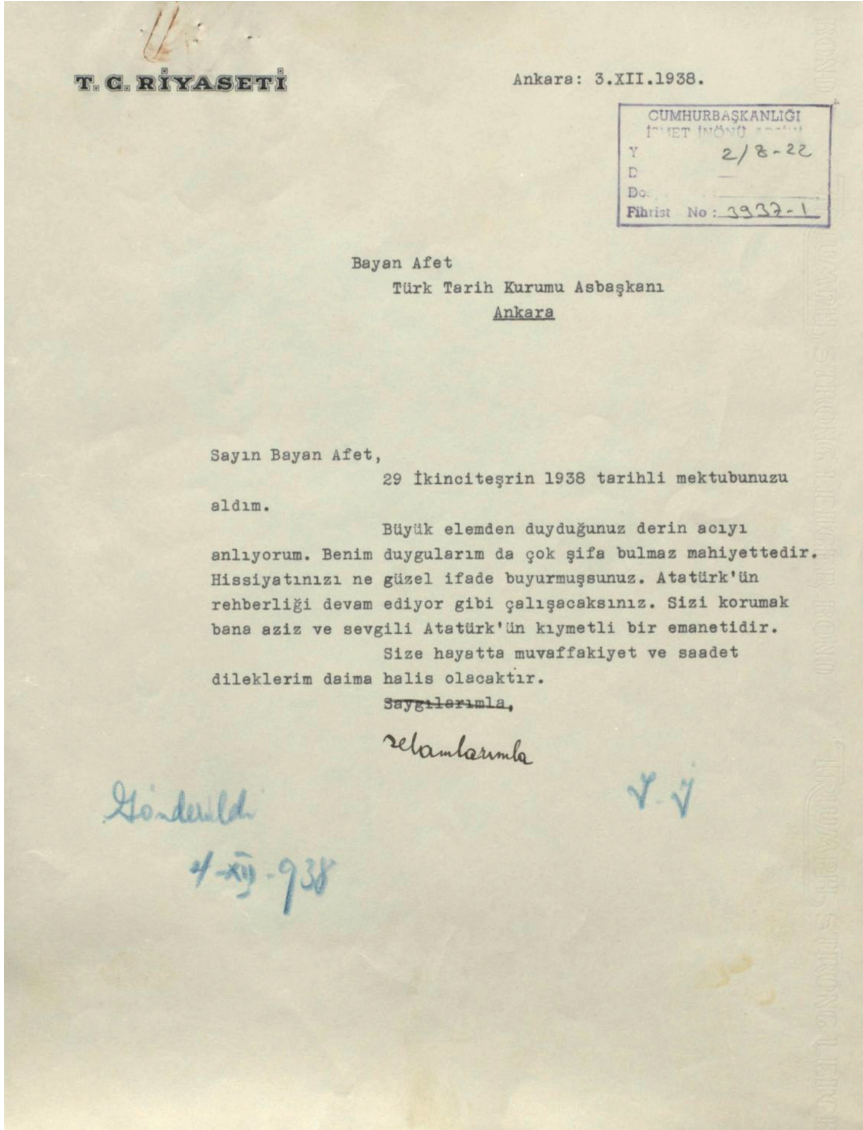 T. C. RİYASETİ
Ankara: 3.XII.1938.
CUMHURBAŞKANLIĞI
İSMET İNÖNÜ
Y 2/8-22
D —
Do.
Fihrist No: 3937-1
Bayan Afet
Türk Tarih Kurumu Asbaşkanı
Ankara
Sayın Bayan Afet,
29 İkinciteşrin 1938 tarihli mektubunuzu
aldım.
Büyük elemden duyduğunuz derin acıyı
anlıyorum. Benim duygularım da çok şifa bulmaz mahiyettedir.
Hissiyatınızı ne güzel ifade buyurmuşsunuz. Atatürk'ün
rehberliği devam ediyor gibi çalışacaksınız. Sizi korumak
bana aziz ve sevgili Atatürk'ün kıymetli bir emanetidir.
Size hayatta muvaffakiyet ve saadet
dileklerim daima halis olacaktır.
Saygılarımla,
selamlarımla
Gönderildi
4-XII-938